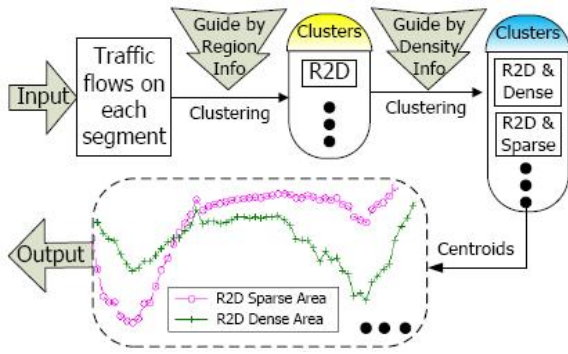 Guide by
Region
Info
Clusters
Guide by
Density
Info
Clusters
Input
Traffic
flows on
each
segment
Clustering
R2D
Clustering
R2D &
Dense
R2D &
Sparse
Centroids
Output
R2D Sparse Area
R2D Dense Area